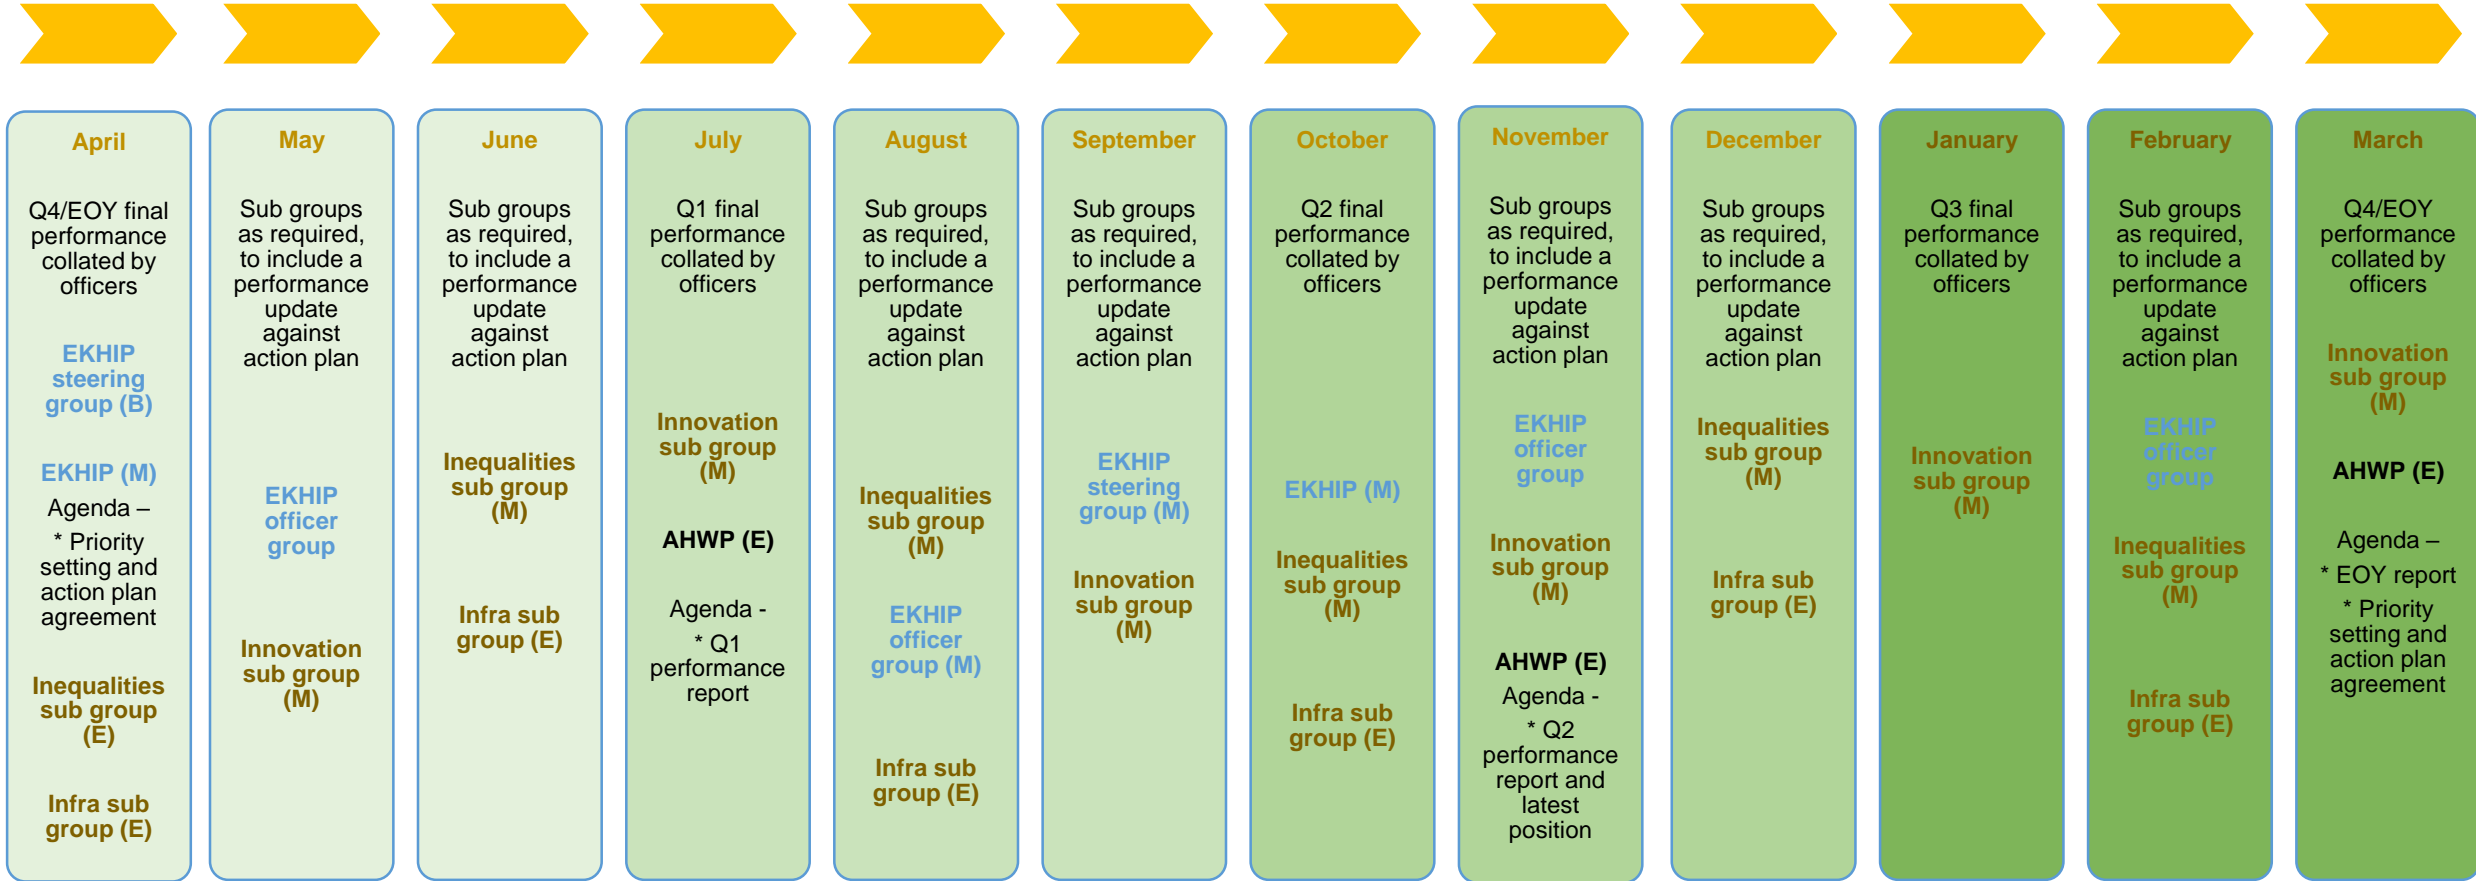 April
Q4/EOY final
performance
collated by
officers
EKHIP
steering
group (B)
EKHIP (M)
Agenda –
* Priority
setting and
action plan
agreement
Inequalities
sub group
(E)
Infra sub
group (E)
May
Sub groups
as required,
to include a
performance
update
against
action plan
EKHIP
officer
group
Innovation
sub group
(M)
June
Sub groups
as required,
to include a
performance
update
against
action plan
Inequalities
sub group
(M)
Infra sub
group (E)
July
Q1 final
performance
collated by
officers
Innovation
sub group
(M)
AHWP (E)
Agenda -
* Q1
performance
report
August
Sub groups
as required,
to include a
performance
update
against
action plan
Inequalities
sub group
(M)
EKHIP
officer
group (M)
Infra sub
group (E)
September
Sub groups
as required,
to include a
performance
update
against
action plan
EKHIP
steering
group (M)
Innovation
sub group
(M)
October
Q2 final
performance
collated by
officers
EKHIP (M)
Inequalities
sub group
(M)
Infra sub
group (E)
November
Sub groups
as required,
to include a
performance
update
against
action plan
EKHIP
officer
group
Innovation
sub group
(M)
AHWP (E)
Agenda -
* Q2
performance
report and
latest
position
December
Sub groups
as required,
to include a
performance
update
against
action plan
Inequalities
sub group
(M)
Infra sub
group (E)
January
Q3 final
performance
collated by
officers
Innovation
sub group
(M)
February
Sub groups
as required,
to include a
performance
update
against
action plan
EKHIP
officer
group
Inequalities
sub group
(M)
Infra sub
group (E)
March
Q4/EOY
performance
collated by
officers
Innovation
sub group
(M)
AHWP (E)
Agenda –
* EOY report
* Priority
setting and
action plan
agreement